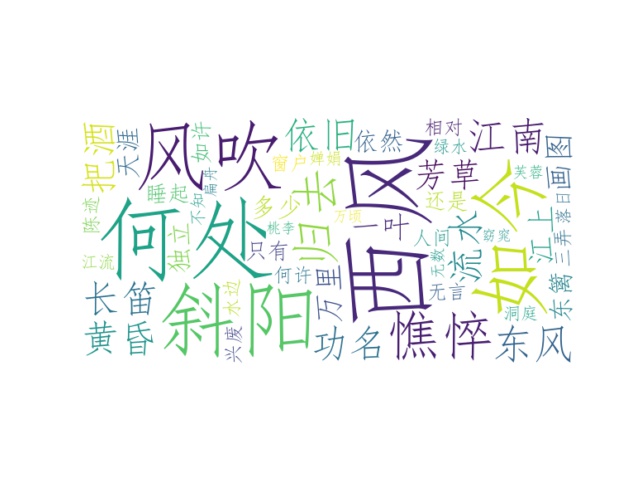 把酒
天涯
风吹
如许
依旧
依然
相对
绿水
江南
睡起
漏舟
不知
窗户
婵娟
西风
芳草
画图
芙蓉
陈迹
何处
独立
多少
归去
万顷
一叶
还是
如今
落日
江流
桃李
只有
人画
无数
流水
窈窕
江上
三弄
长笛
斜阳
水边
何许
万里
无言
洞庭
东篱
黄昏
兴废
功名
憔悴
东风